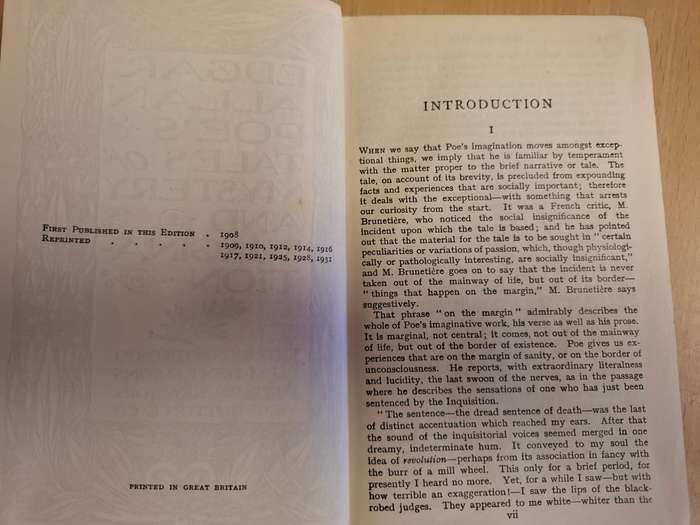 FIRST PUBLISHED IN THIS EDITION . 1908
REPRINTED . . . . . 1909, 1910, 1912, 1914, 1916
1917, 1921, 1925, 1928, 1931
PRINTED IN GREAT BRITAIN
INTRODUCTION
I
WHEN we say that Poe's imagination moves amongst excep-
tional things, we imply that he is familiar by temperament
with the matter proper to the brief narrative or tale. The
tale, on account of its brevity, is precluded from expounding
facts and experiences that are socially important; therefore
it deals with the exceptional—with something that arrests
our curiosity from the start. It was a French critic, M.
Brunetière, who noticed the social insignificance of the
incident upon which the tale is based; and he has pointed
out that the material for the tale is to be sought in " certain
peculiarities or variations of passion, which, though physiologi-
cally or pathologically interesting, are socially insignificant,"
and M. Brunetière goes on to say that the incident is never
taken out of the mainway of life, but out of its border—
" things that happen on the margin," M. Brunetière says
suggestively.
That phrase " on the margin " admirably describes the
whole of Poe's imaginative work, his verse as well as his prose.
It is marginal, not central; it comes, not out of the mainway
of life, but out of the border of existence. Poe gives us ex-
periences that are on the margin of sanity, or on the border of
unconsciousness. He reports, with extraordinary literalness
and lucidity, the last swoon of the nerves, as in the passage
where he describes the sensations of one who has just been
sentenced by the Inquisition.
" The sentence—the dread sentence of death—was the last
of distinct accentuation which reached my ears. After that
the sound of the inquisitorial voices seemed merged in one
dreamy, indeterminate hum. It conveyed to my soul the
idea of revolution—perhaps from its association in fancy with
the burr of a mill wheel. This only for a brief period, for
presently I heard no more. Yet, for a while I saw—but with
how terrible an exaggeration!—I saw the lips of the black-
robed judges. They appeared to me white—whiter than the
vii